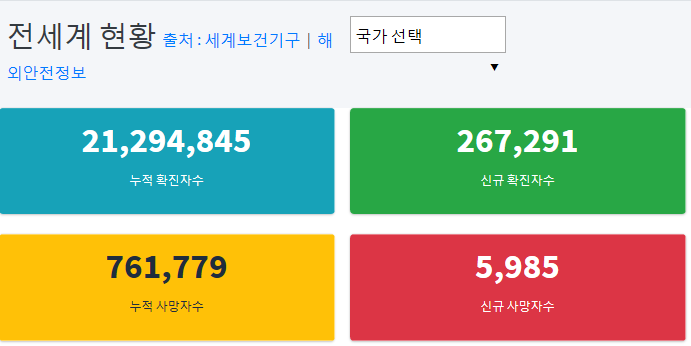 전세계 현황 출처 : 세계보건기구 | 해
외안전정보
국가 선택
21,294,845
누적 확진자수
267,291
신규 확진자수
761,779
누적 사망자수
5,985
신규 사망자수